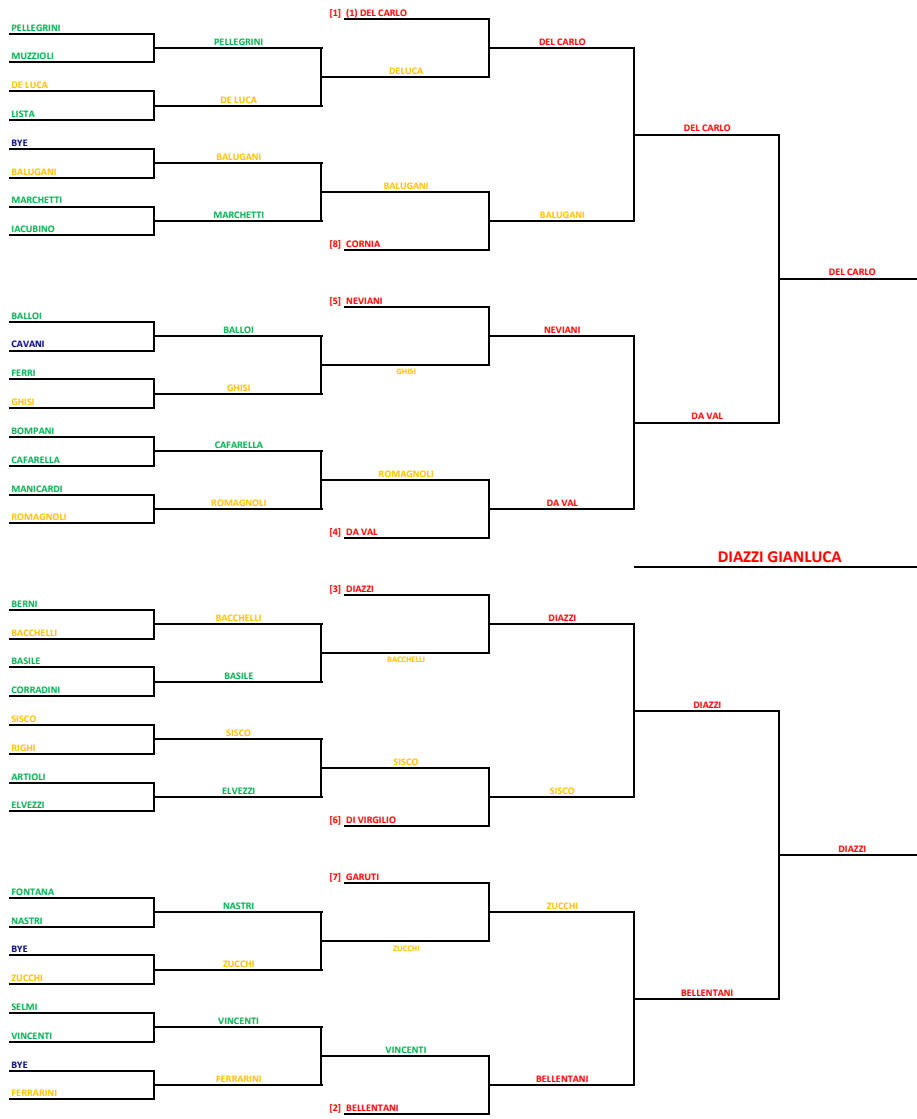 [1] (1) DEL CARLO
PELLEGRINI
PELLEGRINI
DEL CARLO
MUZZIOLI
DELUCA
DE LUCA
DE LUCA
LISTA
DEL CARLO
BYE
BALUGANI
BALUGANI
BALUGANI
MARCHETTI
MARCHETTI
BALUGANI
IACUBINO
[8] CORNIA
DEL CARLO
[5] NEVIANI
BALLOI
BALLOI
NEVIANI
CAVANI
GHISI
FERRI
GHISI
GHISI
DA VAL
BOMPANI
CAFARELLA
CAFARELLA
ROMAGNOLI
MANICARDI
ROMAGNOLI
DA VAL
ROMAGNOLI
[4] DA VAL
DIAZZI GIANLUCA
[3] DIAZZI
BERNI
BACCHELLI
DIAZZI
BACCHELLI
BACCHELLI
BASILE
BASILE
CORRADINI
DIAZZI
SISCO
SISCO
RIGHI
SISCO
ARTIOLI
ELVEZZI
SISCO
ELVEZZI
[6] DI VIRGILIO
DIAZZI
[7] GARUTI
FONTANA
NASTRI
ZUCCHI
NASTRI
ZUCCHI
BYE
ZUCCHI
ZUCCHI
BELLENTANI
SELMI
VINCENTI
VINCENTI
VINCENTI
BYE
FERRARINI
BELLENTANI
FERRARINI
[2] BELLENTANI